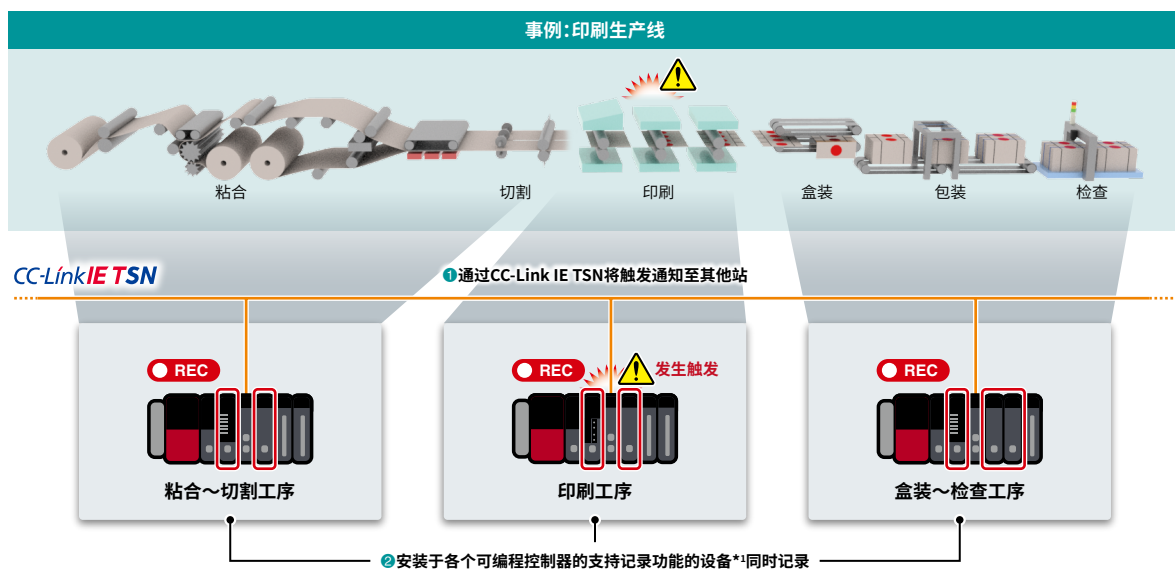 事例：印刷生产线
粘合
切割
印刷
盒装
包装
检查
CC-Link IE TSN
❶通过CC-Link IE TSN将触发通知至其他站
REC
REC
发生触发
REC
粘合～切割工序
印刷工序
盒装～检查工序
❷安装于各个可编程控制器的支持记录功能的设备*1同时记录